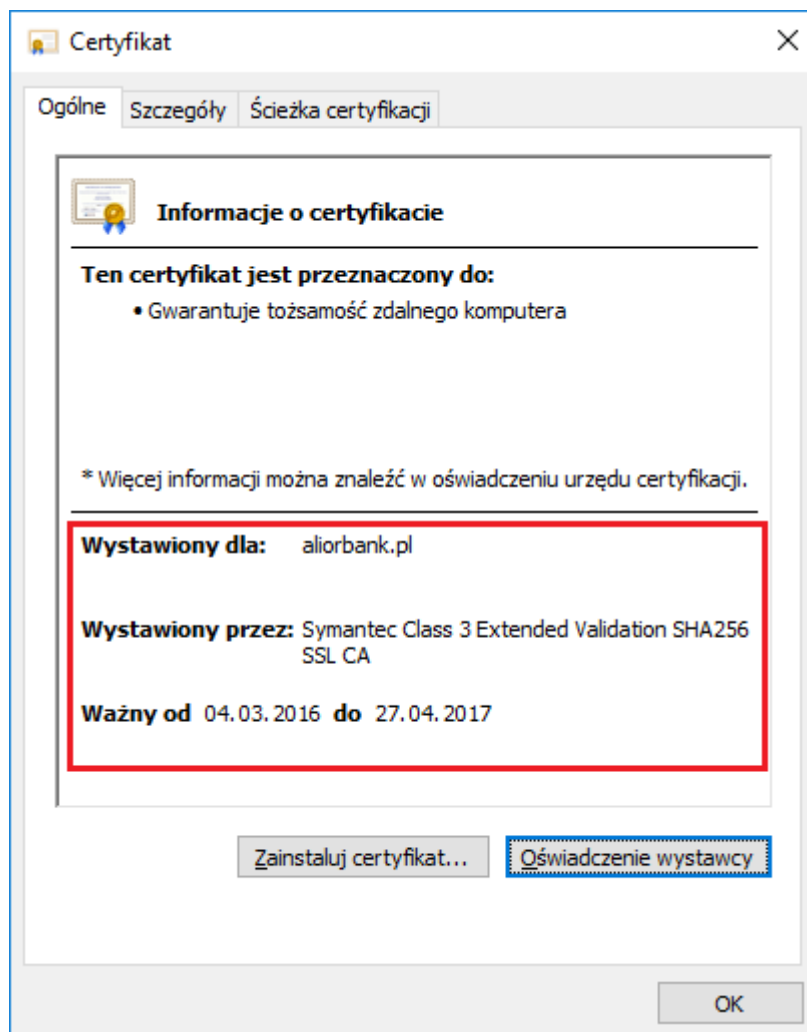 Certyfikat
Ogólne Szczegóły Ścieżka certyfikacji
Informacje o certyfikacie
Ten certyfikat jest przeznaczony do:
• Gwarantuje tożsamość zdalnego komputera
* Więcej informacji można znaleźć w oświadczeniu urzędu certyfikacji.
Wystawiony dla: aliorbank.pl
Wystawiony przez: Symantec Class 3 Extended Validation SHA256
SSL CA
Ważny od 04.03.2016 do 27.04.2017
Zainstaluj certyfikat... Oświadczenie wystawcy
OK